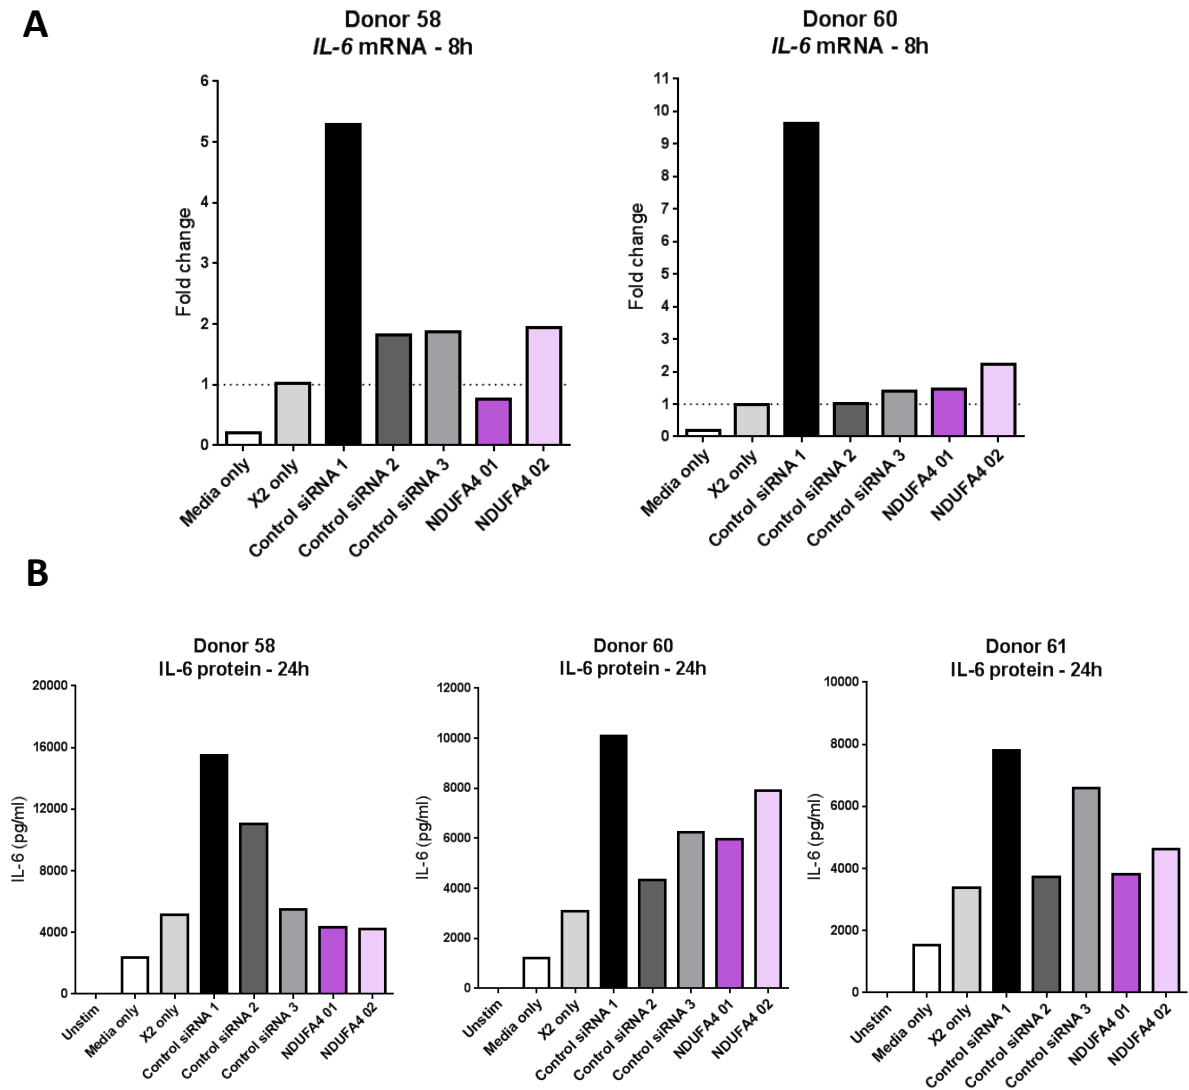 A
Donor 58
IL-6 mRNA - 8h
Fold change
6
5
4
3
2
1
0
Media only
X2 only
Control siRNA 1
Control siRNA 2
Control siRNA 3
NDUFA4 01
NDUFA4 02
Donor 60
IL-6 mRNA - 8h
Fold change
11
10
9
8
7
6
5
4
3
2
1
0
Media only
X2 only
Control siRNA 1
Control siRNA 2
Control siRNA 3
NDUFA4 01
NDUFA4 02
B
Donor 58
IL-6 protein - 24h
IL-6 (pg/ml)
20000
16000
12000
8000
4000
0
Unstim
Media only
X2 only
Control siRNA 1
Control siRNA 2
Control siRNA 3
NDUFA4 01
NDUFA4 02
Donor 60
IL-6 protein - 24h
IL-6 (pg/ml)
12000
10000
8000
6000
4000
2000
0
Unstim
Media only
X2 only
Control siRNA 1
Control siRNA 2
Control siRNA 3
NDUFA4 01
NDUFA4 02
Donor 61
IL-6 protein - 24h
IL-6 (pg/ml)
10000
8000
6000
4000
2000
0
Unstim
Media only
X2 only
Control siRNA 1
Control siRNA 2
Control siRNA 3
NDUFA4 01
NDUFA4 02